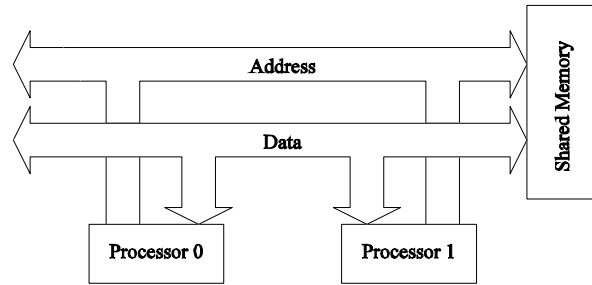 Address
Shared Memory
Data
Processor 0
Processor 1